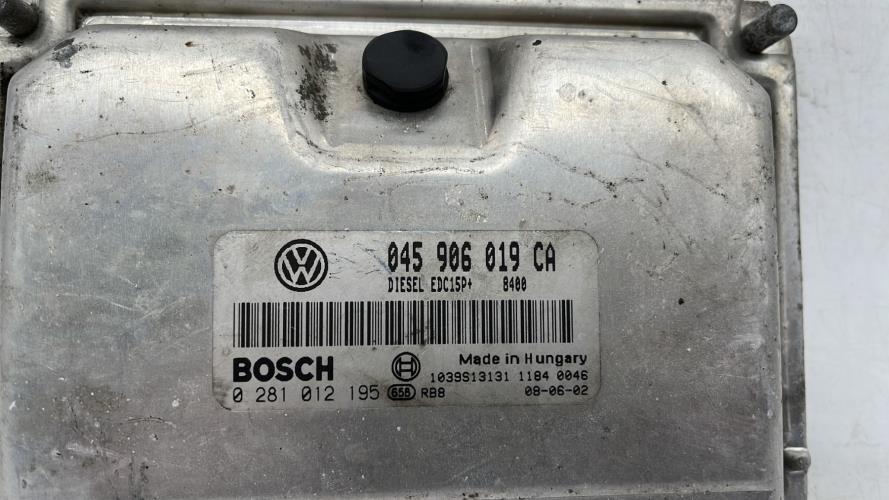 045 906 019 CA
DIESEL EDC15P+ 8400
BOSCH
Made in Hungary
1039S13131 1184 0046
0 281 012 195 658 RB8 08-06-02